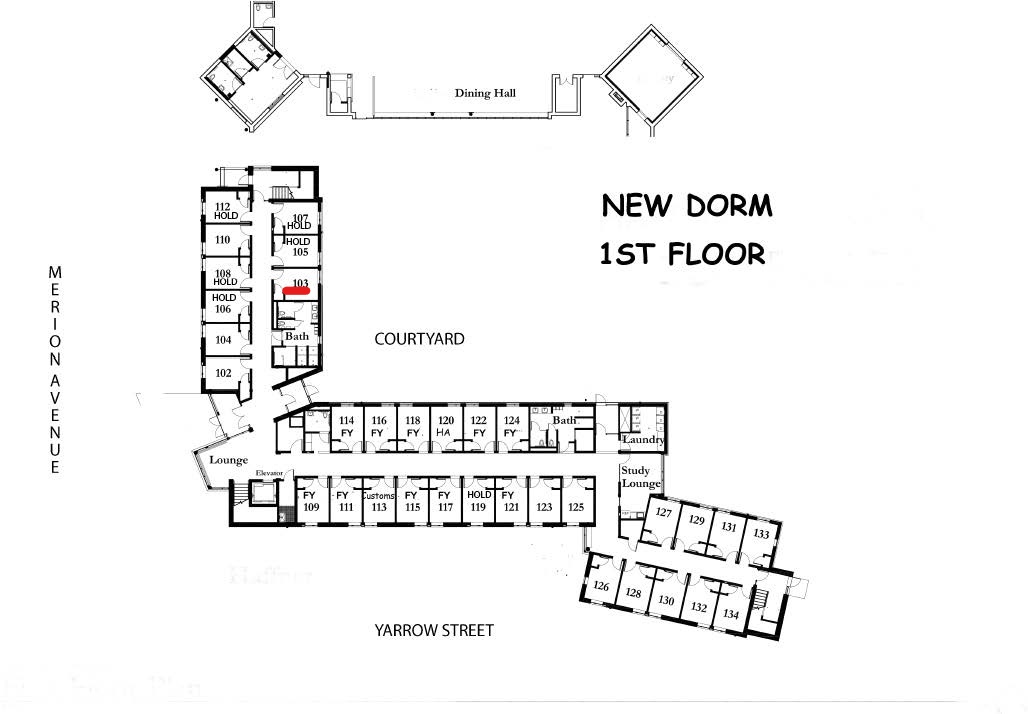 Dining Hall
NEW DORM
1ST FLOOR
112
HOLD
110
108
HOLD
HOLD
106
104
102
107
HOLD
HOLD
105
103
Bath
MERION AVENUE
COURTYARD
114
FY
116
FY
118
FY
120
HA
122
FY
124
FY
Bath
Laundry
Lounge
Elevator
Study
Lounge
FY
109
FY
111
Customs
113
FY
115
FY
117
HOLD
119
FY
121
123
125
127
129
131
133
126
128
130
132
134
Haffner
YARROW STREET